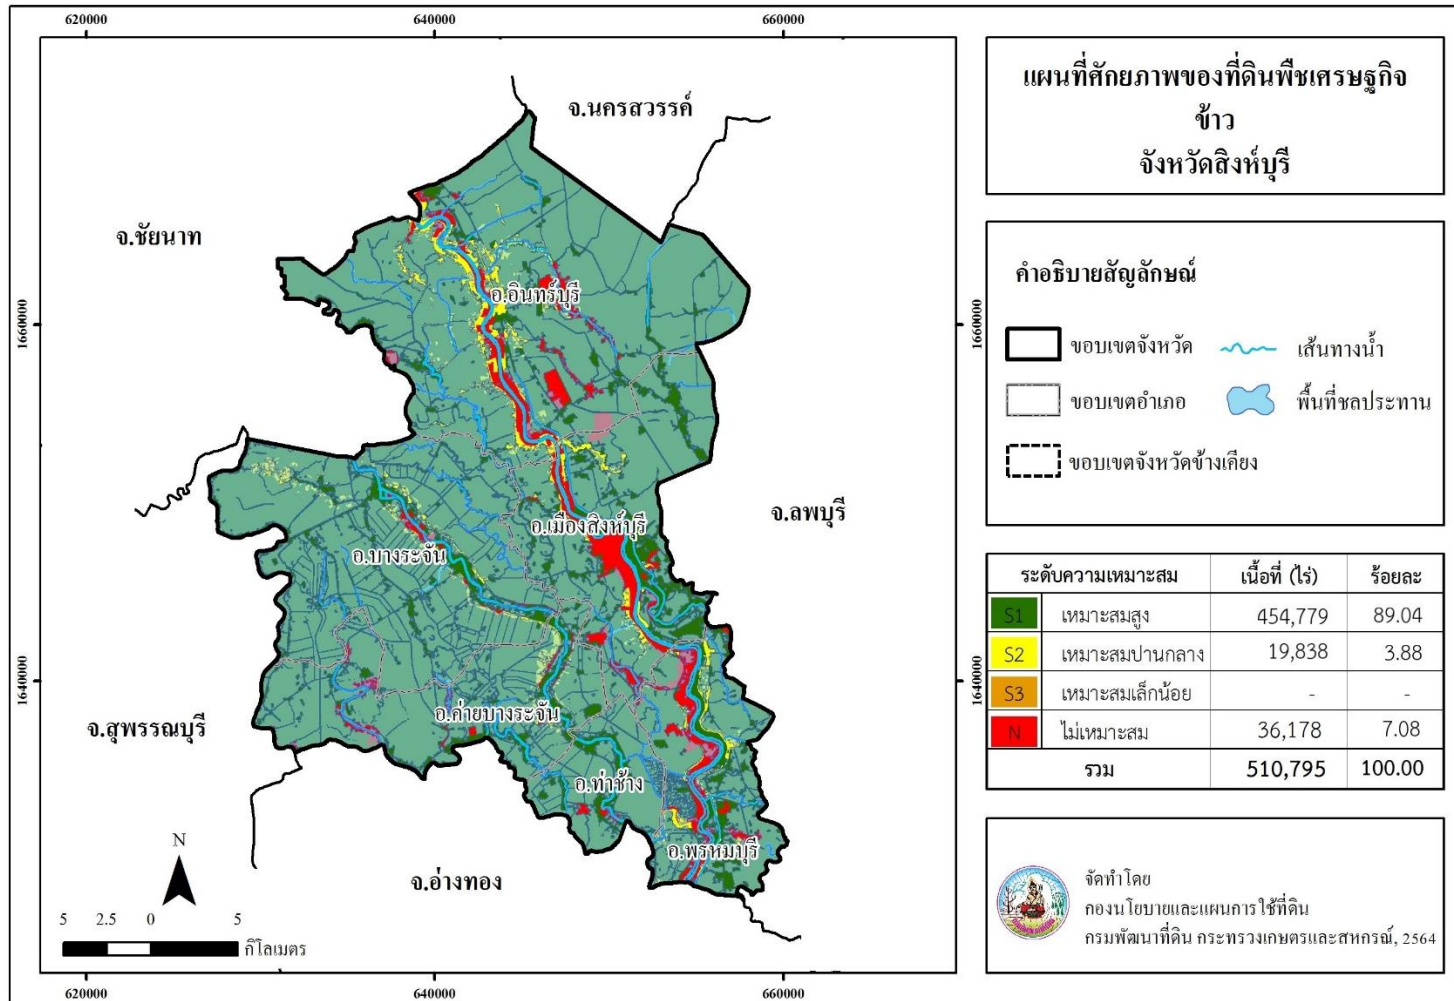 620000 640000 660000
แผนที่ศักยภาพของที่ดินพืชเศรษฐกิจ
ข้าว
จังหวัดสิงห์บุรี
จ.นครสวรรค์
จ.ชัยนาท
อ.อินทร์บุรี
1660000 1660000
อ.เมืองสิงห์บุรี
จ.ลพบุรี
อ.บางระจัน
1640000 1640000
อ.ค่ายบางระจัน
จ.สุพรรณบุรี
อ.ท่าช้าง
อ.พรหมบุรี
จ.อ่างทอง
N
5 2.5 0 5
กิโลเมตร
620000 640000 660000
คำอธิบายสัญลักษณ์
ขอบเขตจังหวัด เส้นทางน้ำ
ขอบเขตอำเภอ พื้นที่ชลประทาน
ขอบเขตจังหวัดข้างเคียง
ระดับความเหมาะสม เนื้อที่ (ไร่) ร้อยละ
S1 เหมาะสมสูง 454,779 89.04
S2 เหมาะสมปานกลาง 19,838 3.88
S3 เหมาะสมเล็กน้อย - -
N ไม่เหมาะสม 36,178 7.08
รวม 510,795 100.00
จัดทำโดย
กองนโยบายและแผนการใช้ที่ดิน
กรมพัฒนาที่ดิน กระทรวงเกษตรและสหกรณ์, 2564